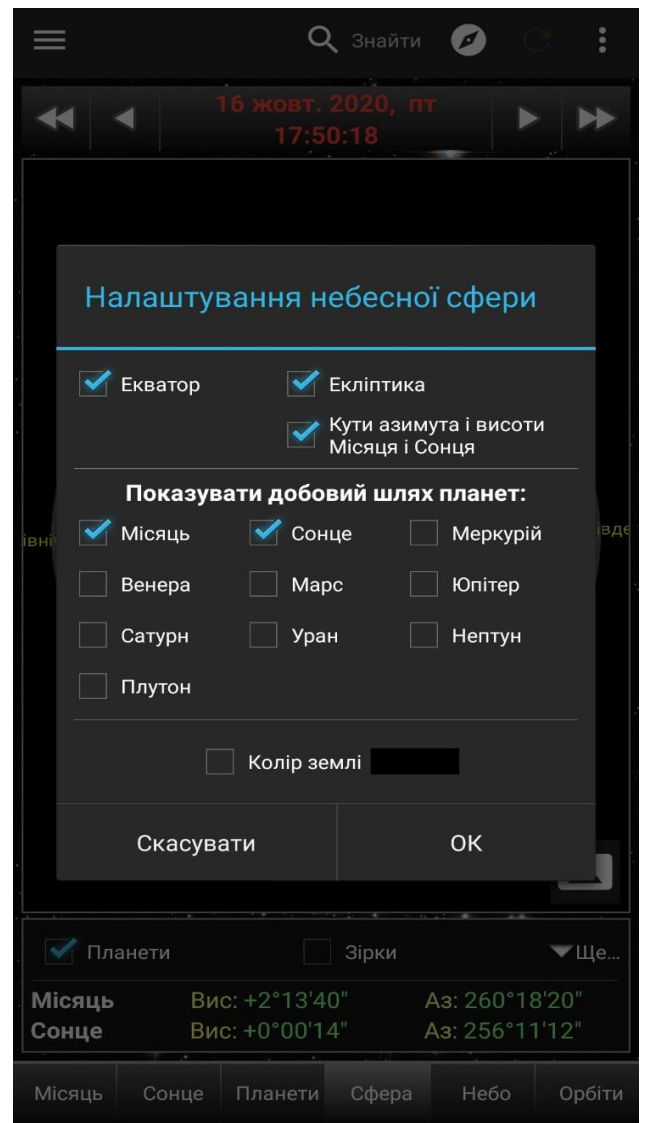 Знайти
16 жовт. 2020, пт
17:50:18
Налаштування небесної сфери
Екватор
Екліптика
Кути азимута і висоти
Місяця і Сонця
Показувати добовий шлях планет:
Місяць Сонце Меркурій
Венера Марс Юпітер
Сатурн Уран Нептун
Плутон
Колір землі
Скасувати ОК
Планети Зірки Ще...
Місяць Вис: +2°13'40" Аз: 260°18'20"
Сонце Вис: +0°00'14" Аз: 256°11'12"
Місяць Сонце Планети Сфера Небо Орбіти